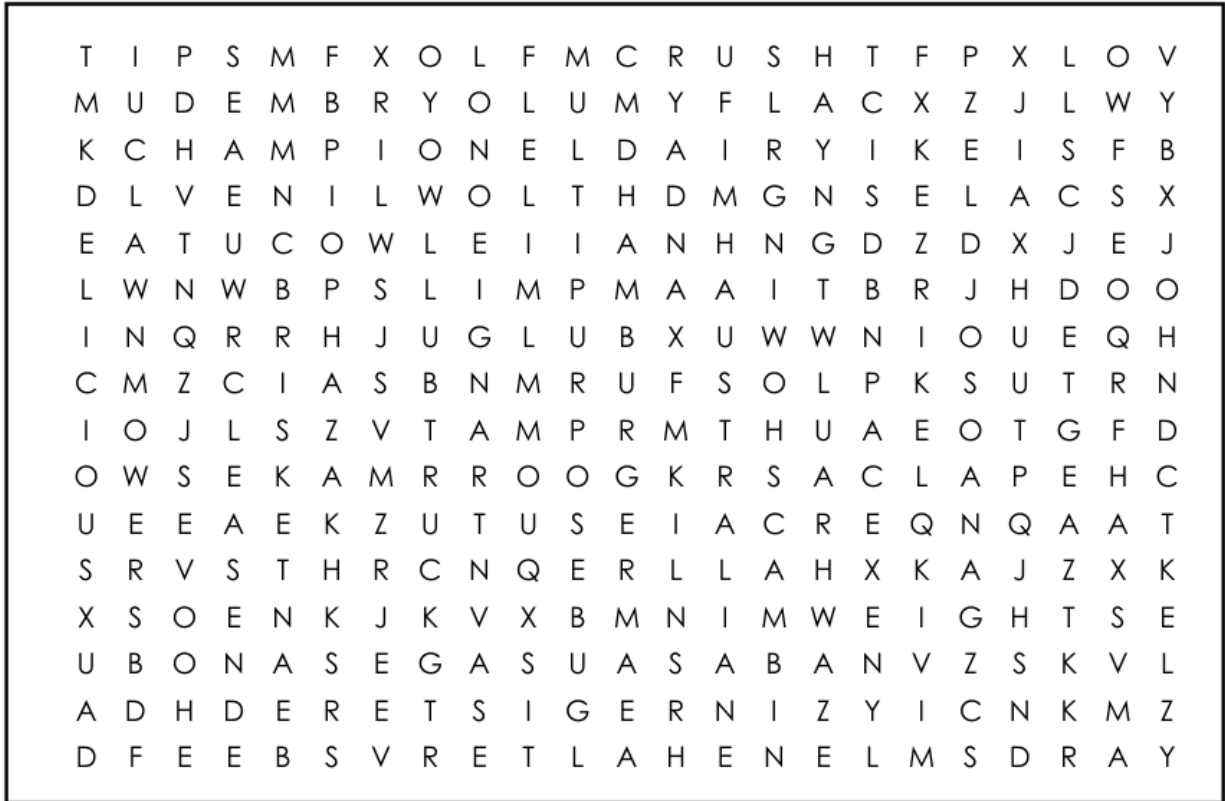 T I P S M F X O L F M C R U S H T F P X L O V
M U D E M B R Y O L U M Y F L A C X Z J L W Y
K C H A M P I O N E L D A I R Y I K E I S F B
D L V E N I L W O L T H D M G N S E L A C S X
E A T U C O W L E I I A N H N G D Z D X J E J
L W N W B P S L I M P M A A I T B R J H D O O
I N Q R R H J U G L U B X U W W N I O U E Q H
C M Z C I A S B N M R U F S O L P K S U T R N
I O J L S Z V T A M P R M T H U A E O T G F D
O W S E K A M R R O O G K R S A C L A P E H C
U E E A E K Z U T U S E I A C R E Q N Q A A T
S R V S T H R C N Q E R L L A H X K A J Z X K
X S O E N K J K V X B M N I M W E I G H T S E
U B O N A S E G A S U A S A B A N V Z S K V L
A D H D E R E T S I G E R N I Z Y I C N K M Z
D F E E B S V R E T L A H E N E L M S D R A Y